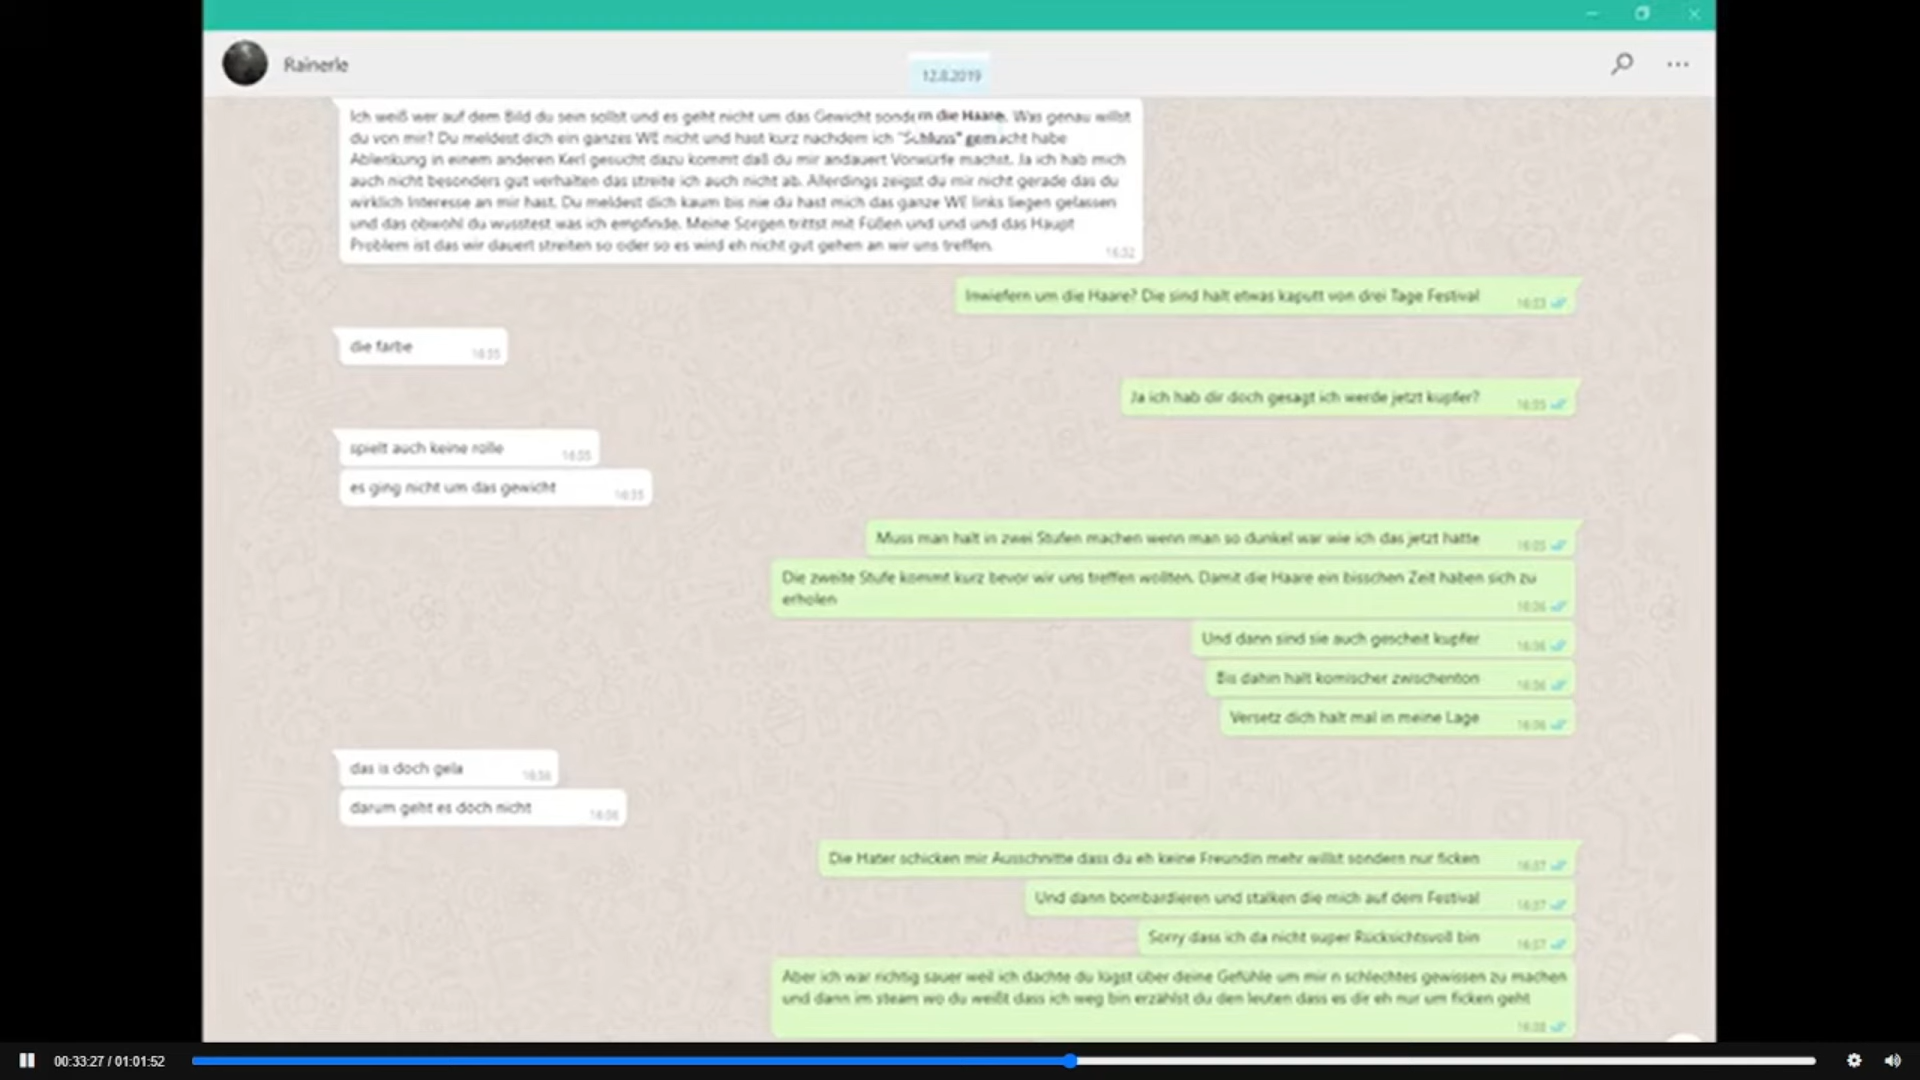 Rainerle
12.8.2019
Ich weiß wer auf dem Bild du sein sollst und es geht nicht um das Gewicht sondern die Haare. Was genau willst
du von mir? Du meldest dich ein ganzes WE nicht und hast kurz nachdem ich "Schluss" gemacht habe
Ablenkung in einem anderen Kerl gesucht dazu kommt daß du mir andauert Vorwürfe machst. Ja ich hab mich
auch nicht besonders gut verhalten das streite ich auch nicht ab. Allerdings zeigst du mir nicht gerade das du
wirklich Interesse an mir hast. Du meldest dich kaum bis nie du hast mich das ganze WE links liegen gelassen
und das obwohl du wusstest was ich empfinde. Meine Sorgen trittst mit Füßen und und und das Haupt
Problem ist das wir dauert streiten so oder so es wird eh nicht gut gehen an wir uns treffen.
Inwiefern um die Haare? Die sind halt etwas kaputt von drei Tage Festival
die farbe
Ja ich hab dir doch gesagt ich werde jetzt kupfer?
spielt auch keine rolle
es ging nicht um das gewicht
Muss man halt in zwei Stufen machen wenn man so dunkel war wie ich das jetzt hatte
Die zweite Stufe kommt kurz bevor wir uns treffen wollten. Damit die Haare ein bisschen Zeit haben sich zu
erholen
Und dann sind sie auch gescheit kupfer
Bis dahin halt komischer zwischenton
Versetz dich halt mal in meine Lage
das is doch gela
darum geht es doch nicht
Die Hater schicken mir Ausschnitte dass du eh keine Freundin mehr willst sondern nur ficken
Und dann bombardieren und stalken die mich auf dem Festival
Sorry dass ich da nicht super Rücksichtsvoll bin
Aber ich war richtig sauer weil ich dachte du lügst über deine Gefühle um mir n schlechtes gewissen zu machen
und dann im steam wo du weißt dass ich weg bin erzählst du den leuten dass es dir eh nur um ficken geht
00:33:27 / 01:01:52